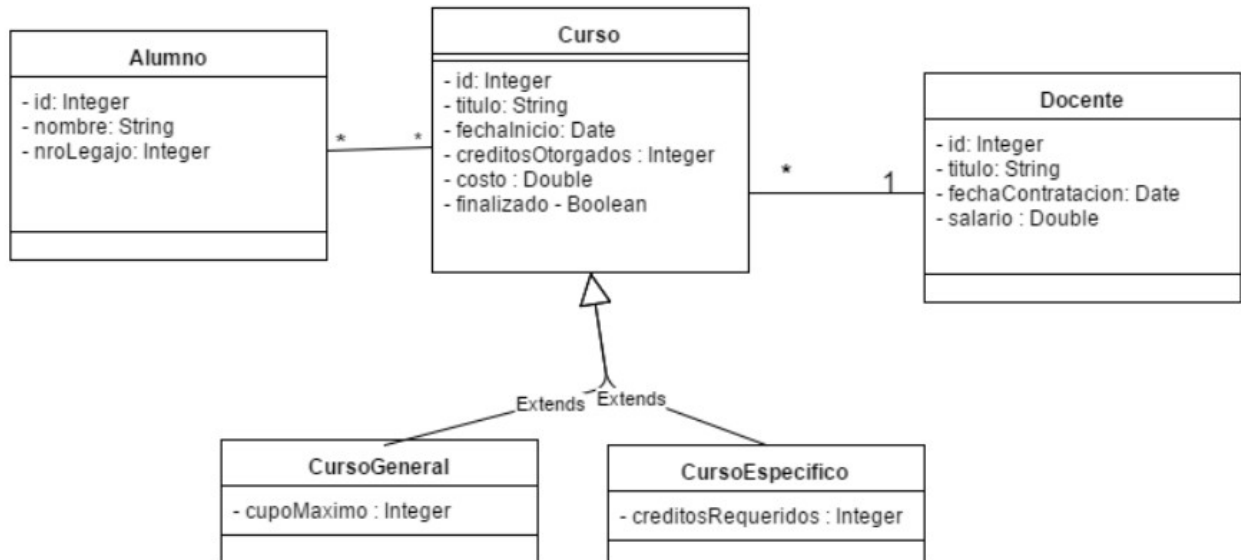 Alumno
- id: Integer
- nombre: String
- nroLegajo: Integer
*
*
Curso
- id: Integer
- titulo: String
- fechaInicio: Date
- creditosOtorgados : Integer
- costo : Double
- finalizado - Boolean
*
1
Docente
- id: Integer
- titulo: String
- fechaContratacion: Date
- salario : Double
Extends
Extends
CursoGeneral
- cupoMaximo : Integer
CursoEspecifico
- creditosRequeridos : Integer